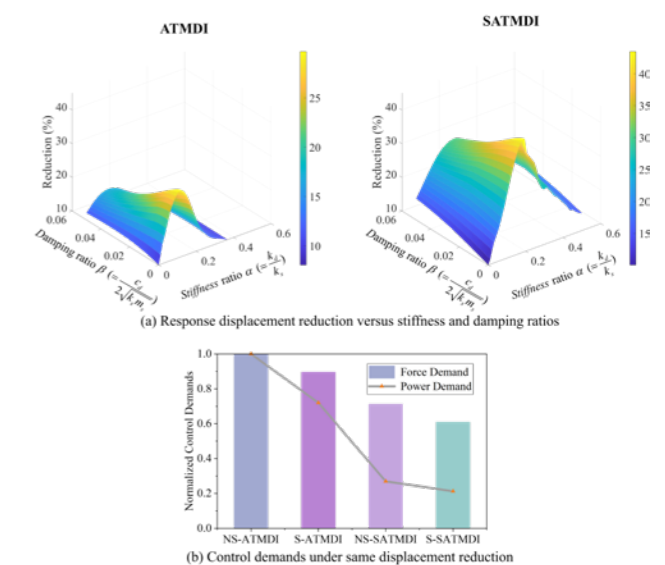 ATMDI
SATMDI
Reduction (%)
40
30
20
10
0.06
0.04
0.02
0
0
0.2
0.4
0.6
Damping ratio β (= c_d / 2√(k_s m_s))
Stiffness ratio α (= k_d / k_s)
25
20
15
10
Reduction (%)
40
30
20
10
0.06
0.04
0.02
0
0
0.2
0.4
0.6
Damping ratio β (= c_d / 2√(k_s m_s))
Stiffness ratio α (= k_d / k_s)
40
35
30
25
20
15
(a) Response displacement reduction versus stiffness and damping ratios
Normalized Control Demands
1.0
0.8
0.6
0.4
0.2
0.0
Force Demand
Power Demand
NS-ATMDI S-ATMDI NS-SATMDI S-SATMDI
(b) Control demands under same displacement reduction